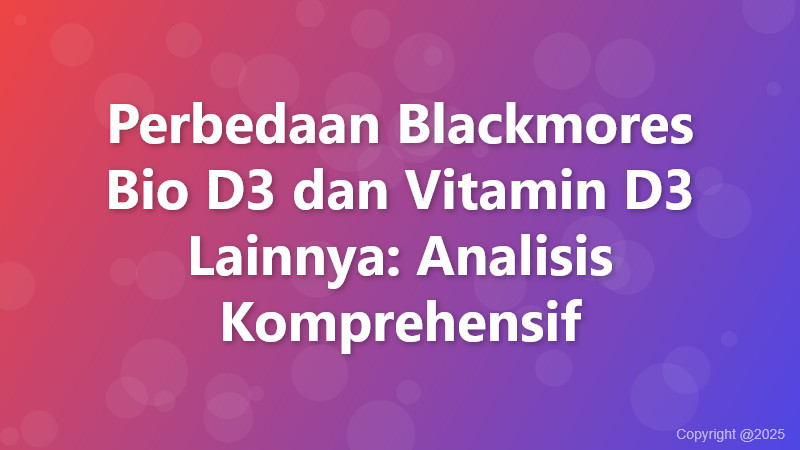 Perbedaan Blackmores
Bio D3 dan Vitamin D3
Lainnya: Analisis
Komprehensif
Copyright @2025